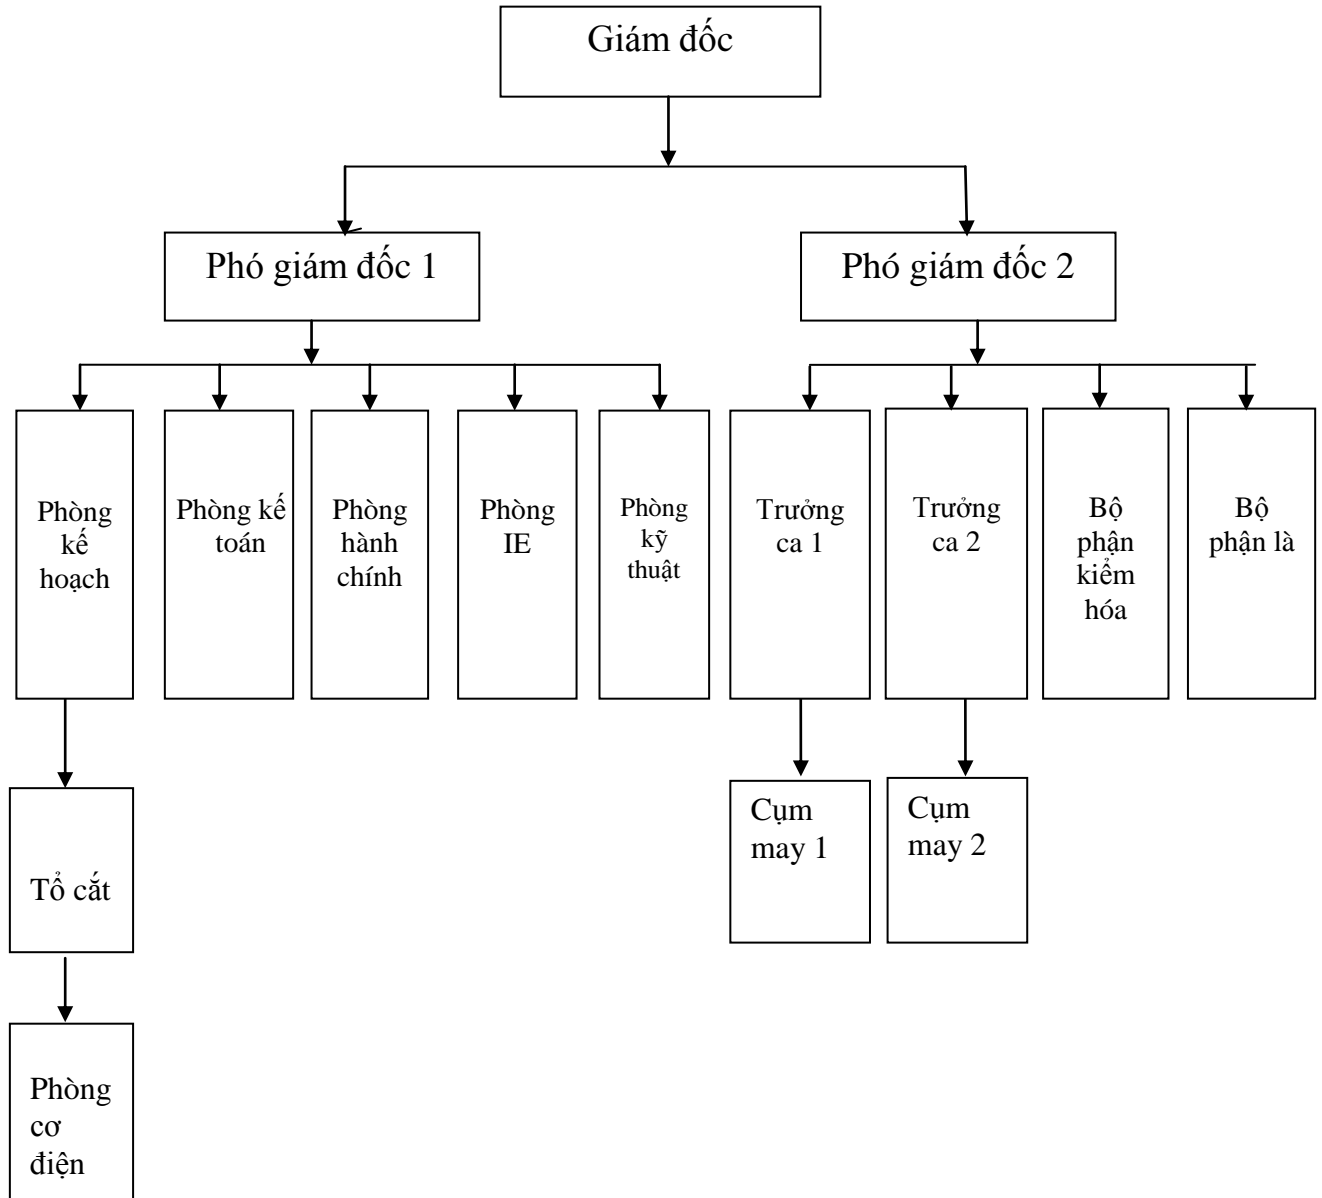 Giám đốc
Phó giám đốc 1
Phó giám đốc 2
Phòng
kế
hoạch
Phòng kế
toán
Phòng
hành
chính
Phòng
IE
Phòng
kỹ
thuật
Trưởng
ca 1
Trưởng
ca 2
Bộ
phận
kiểm
hóa
Bộ
phận là
Tổ cắt
Cụm
may 1
Cụm
may 2
Phòng
cơ
điện